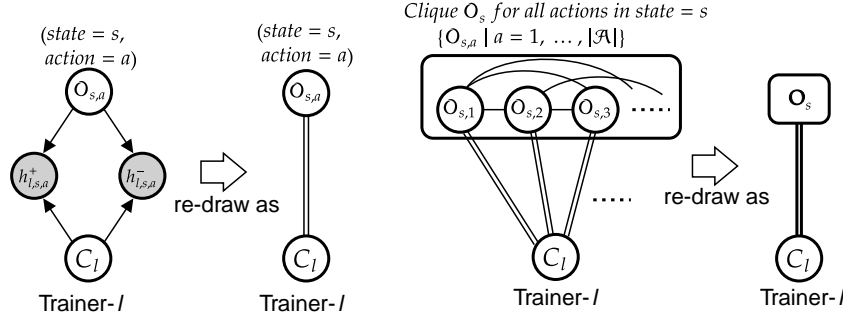 (state = s,
action = a)
O_{s,a}
h^+_{l,s,a}
h^-_{l,s,a}
C_l
Trainer-l
re-draw as
(state = s,
action = a)
O_{s,a}
C_l
Trainer-l
Clique O_s for all actions in state = s
{O_{s,a} | a = 1, ..., |𝒜|}
O_{s,1}
O_{s,2}
O_{s,3}
C_l
Trainer-l
re-draw as
O_s
C_l
Trainer-l